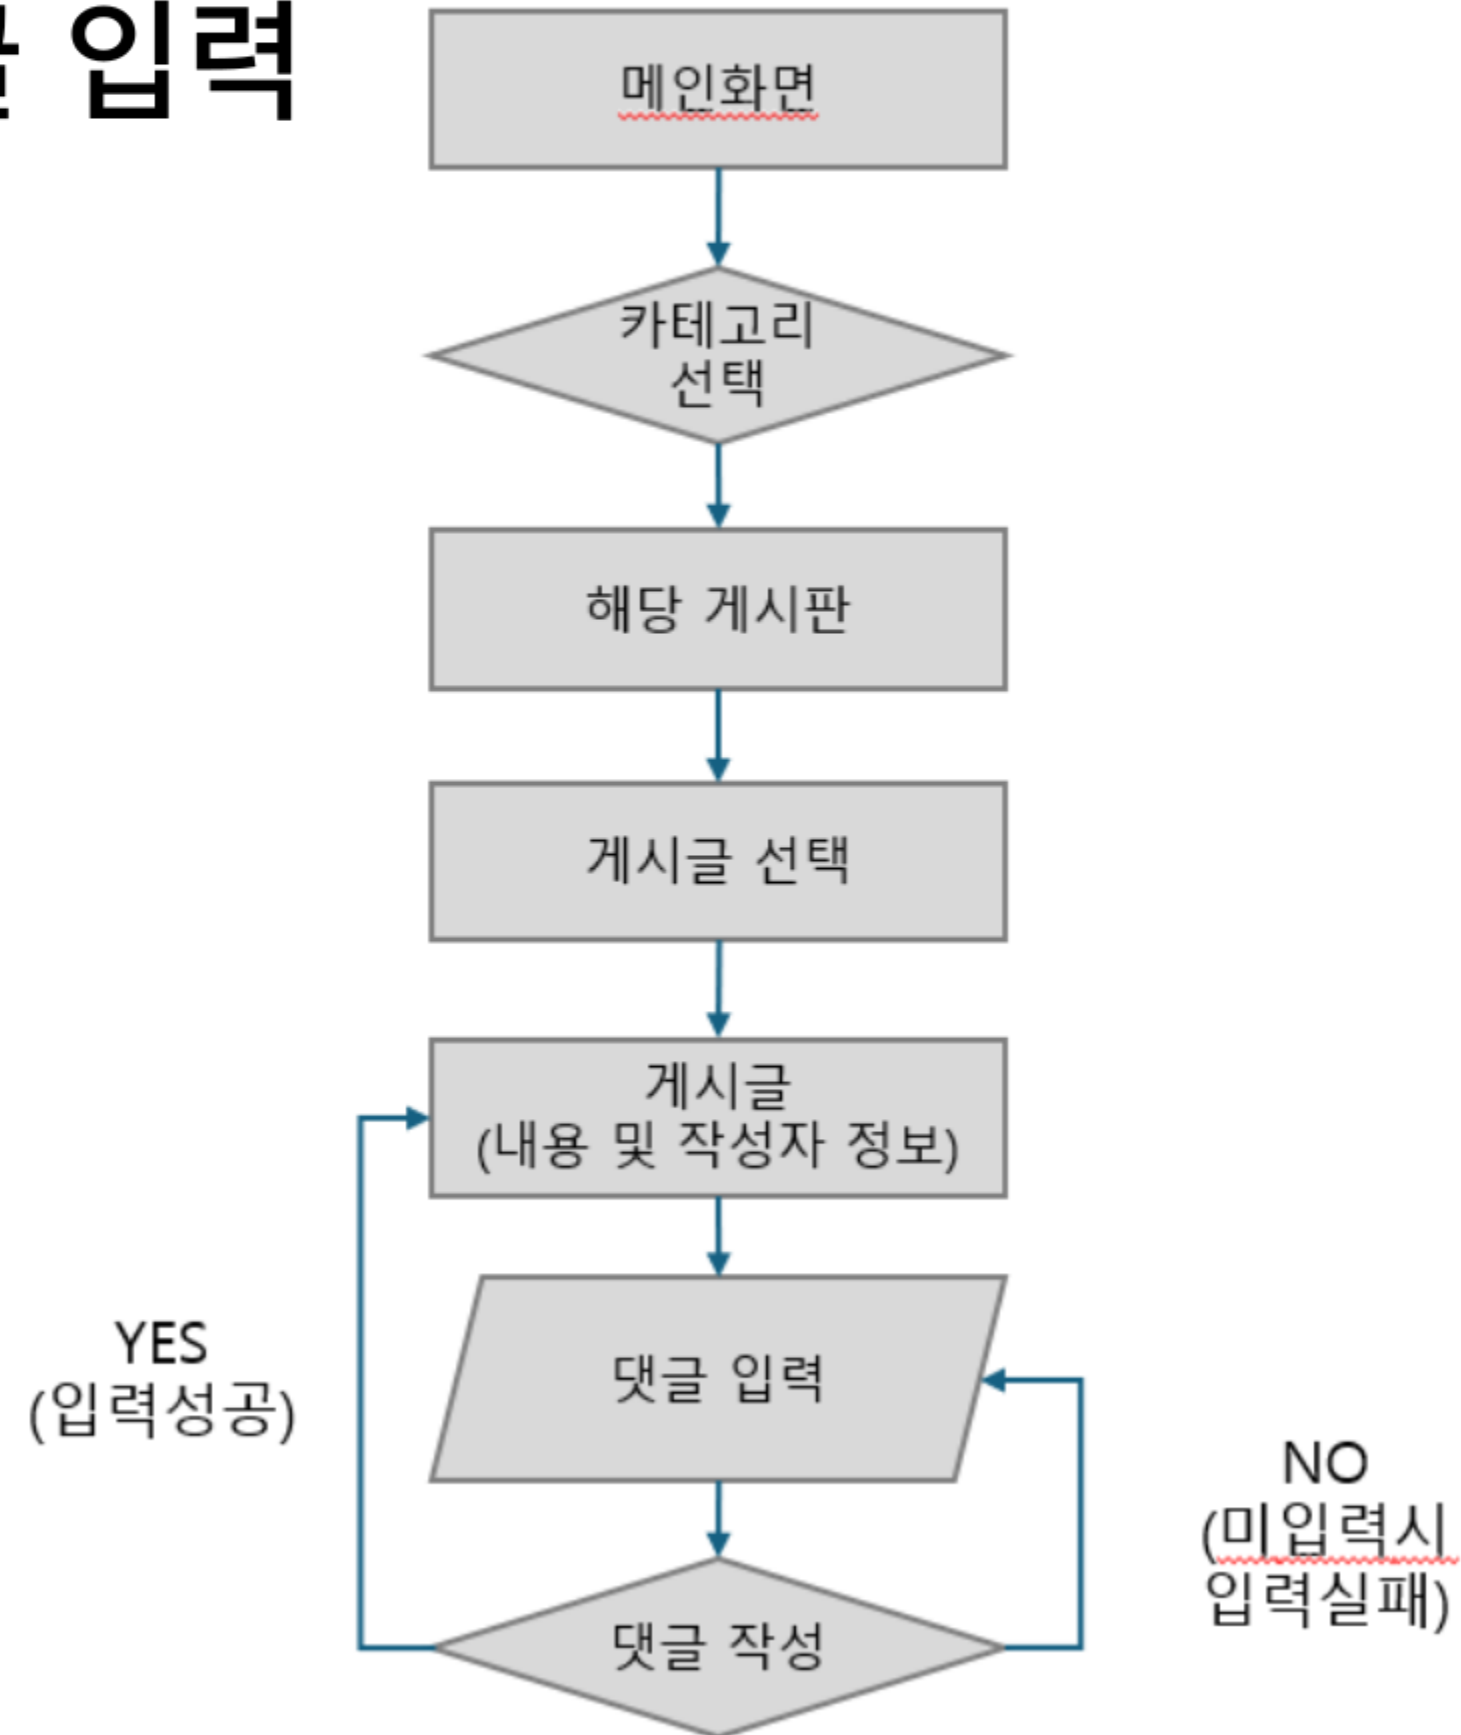 입력
메인화면
카테고리
선택
해당 게시판
게시글 선택
게시글
(내용 및 작성자 정보)
댓글 입력
YES
(입력성공)
NO
(미입력시
입력실패)
댓글 작성